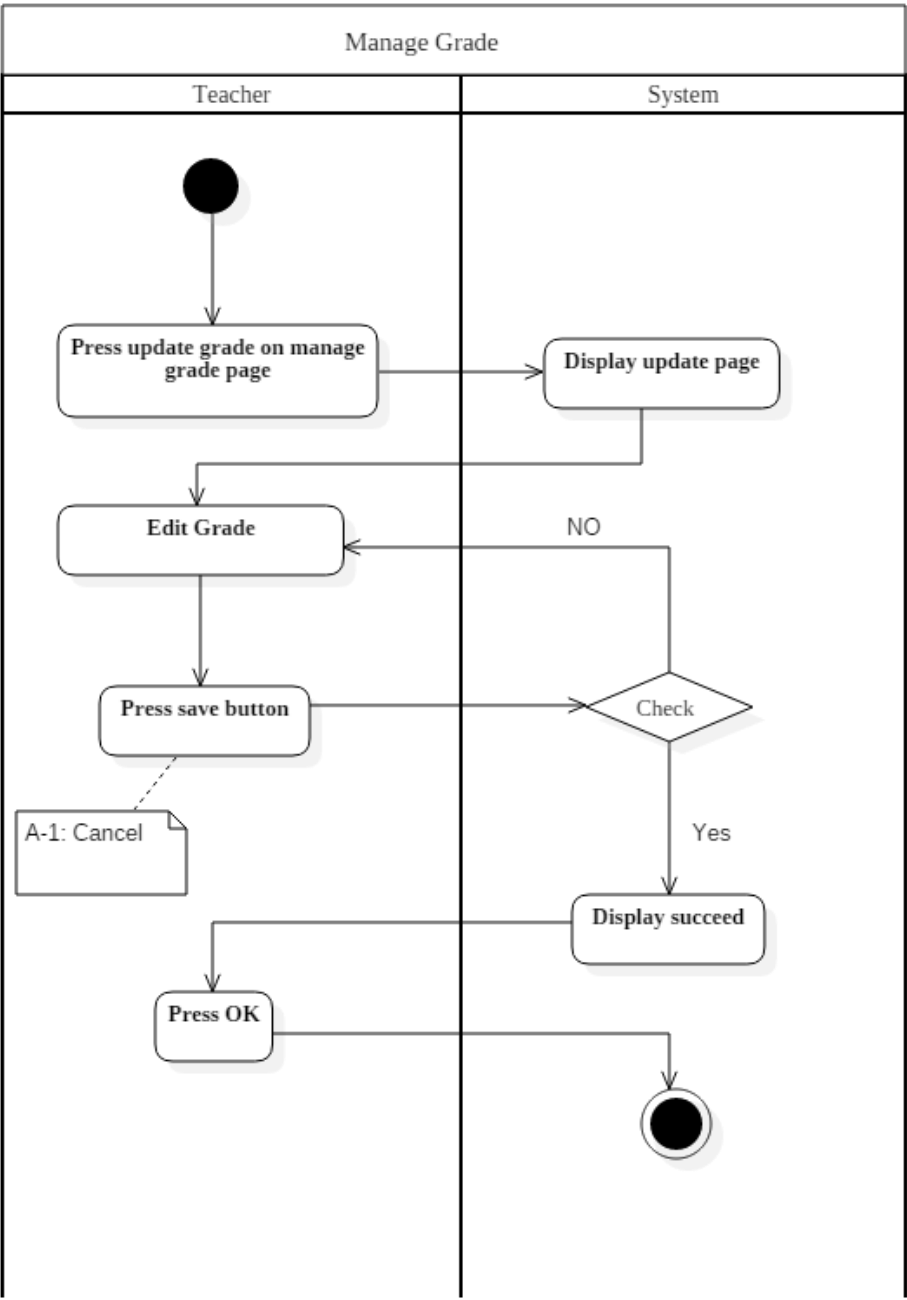 Manage Grade
Teacher
System
Press update grade on manage
grade page
Display update page
Edit Grade
NO
Press save button
Check
A-1: Cancel
Yes
Display succeed
Press OK